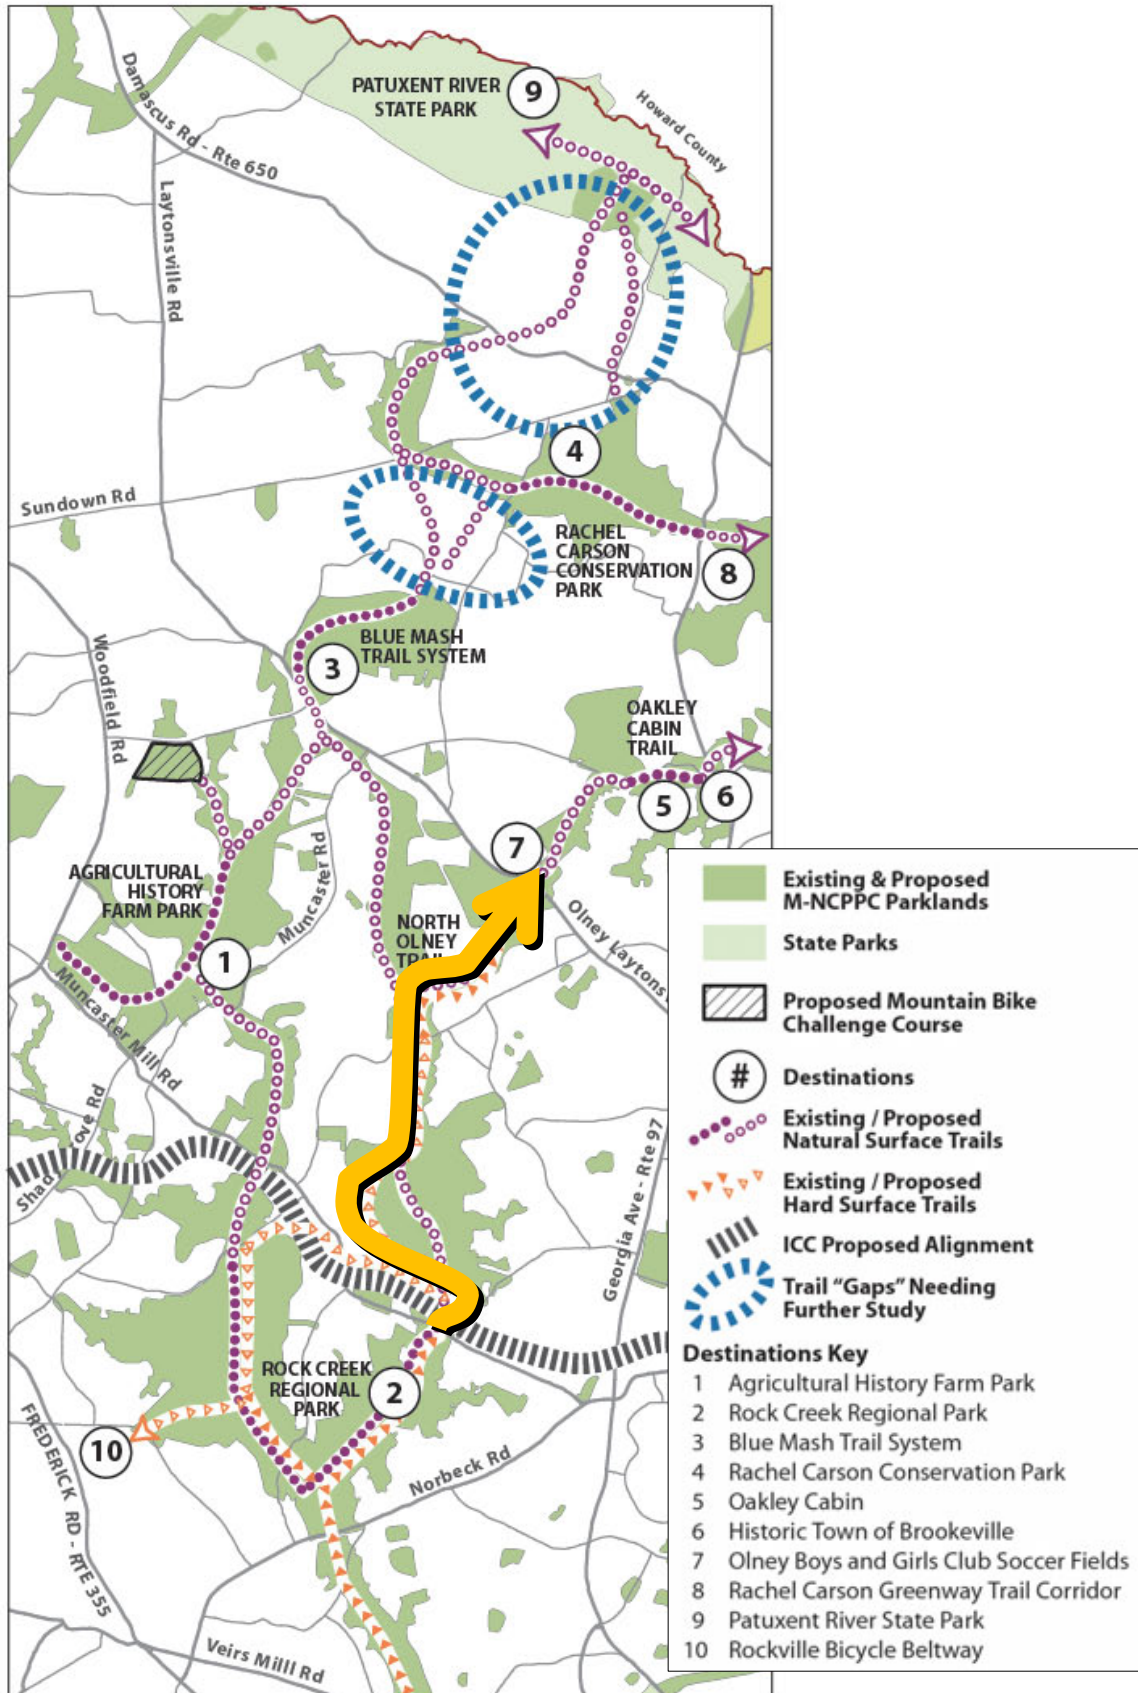 PATUXENT RIVER
STATE PARK
9
Howard County
Damascus Rd - Rte 650
Laytonsville Rd
4
Sundown Rd
RACHEL
CARSON
CONSERVATION
PARK
8
BLUE MASH
TRAIL SYSTEM
3
Woodfield Rd
OAKLEY
CABIN
TRAIL
5
6
7
AGRICULTURAL
HISTORY
FARM PARK
Muncaster Rd
NORTH
OLNEY
TRAIL
Olney Laytons
1
Muncaster Mill Rd
Shad
ove Rd
Georgia Ave - Rte 97
ROCK CREEK
REGIONAL
PARK
2
10
Norbeck Rd
FREDERICK RD - RTE 355
Veirs Milll Rd
Existing & Proposed
M-NCPPC Parklands
State Parks
Proposed Mountain Bike
Challenge Course
# Destinations
Existing / Proposed
Natural Surface Trails
Existing / Proposed
Hard Surface Trails
ICC Proposed Alignment
Trail “Gaps” Needing
Further Study
Destinations Key
1 Agricultural History Farm Park
2 Rock Creek Regional Park
3 Blue Mash Trail System
4 Rachel Carson Conservation Park
5 Oakley Cabin
6 Historic Town of Brookeville
7 Olney Boys and Girls Club Soccer Fields
8 Rachel Carson Greenway Trail Corridor
9 Patuxent River State Park
10 Rockville Bicycle Beltway